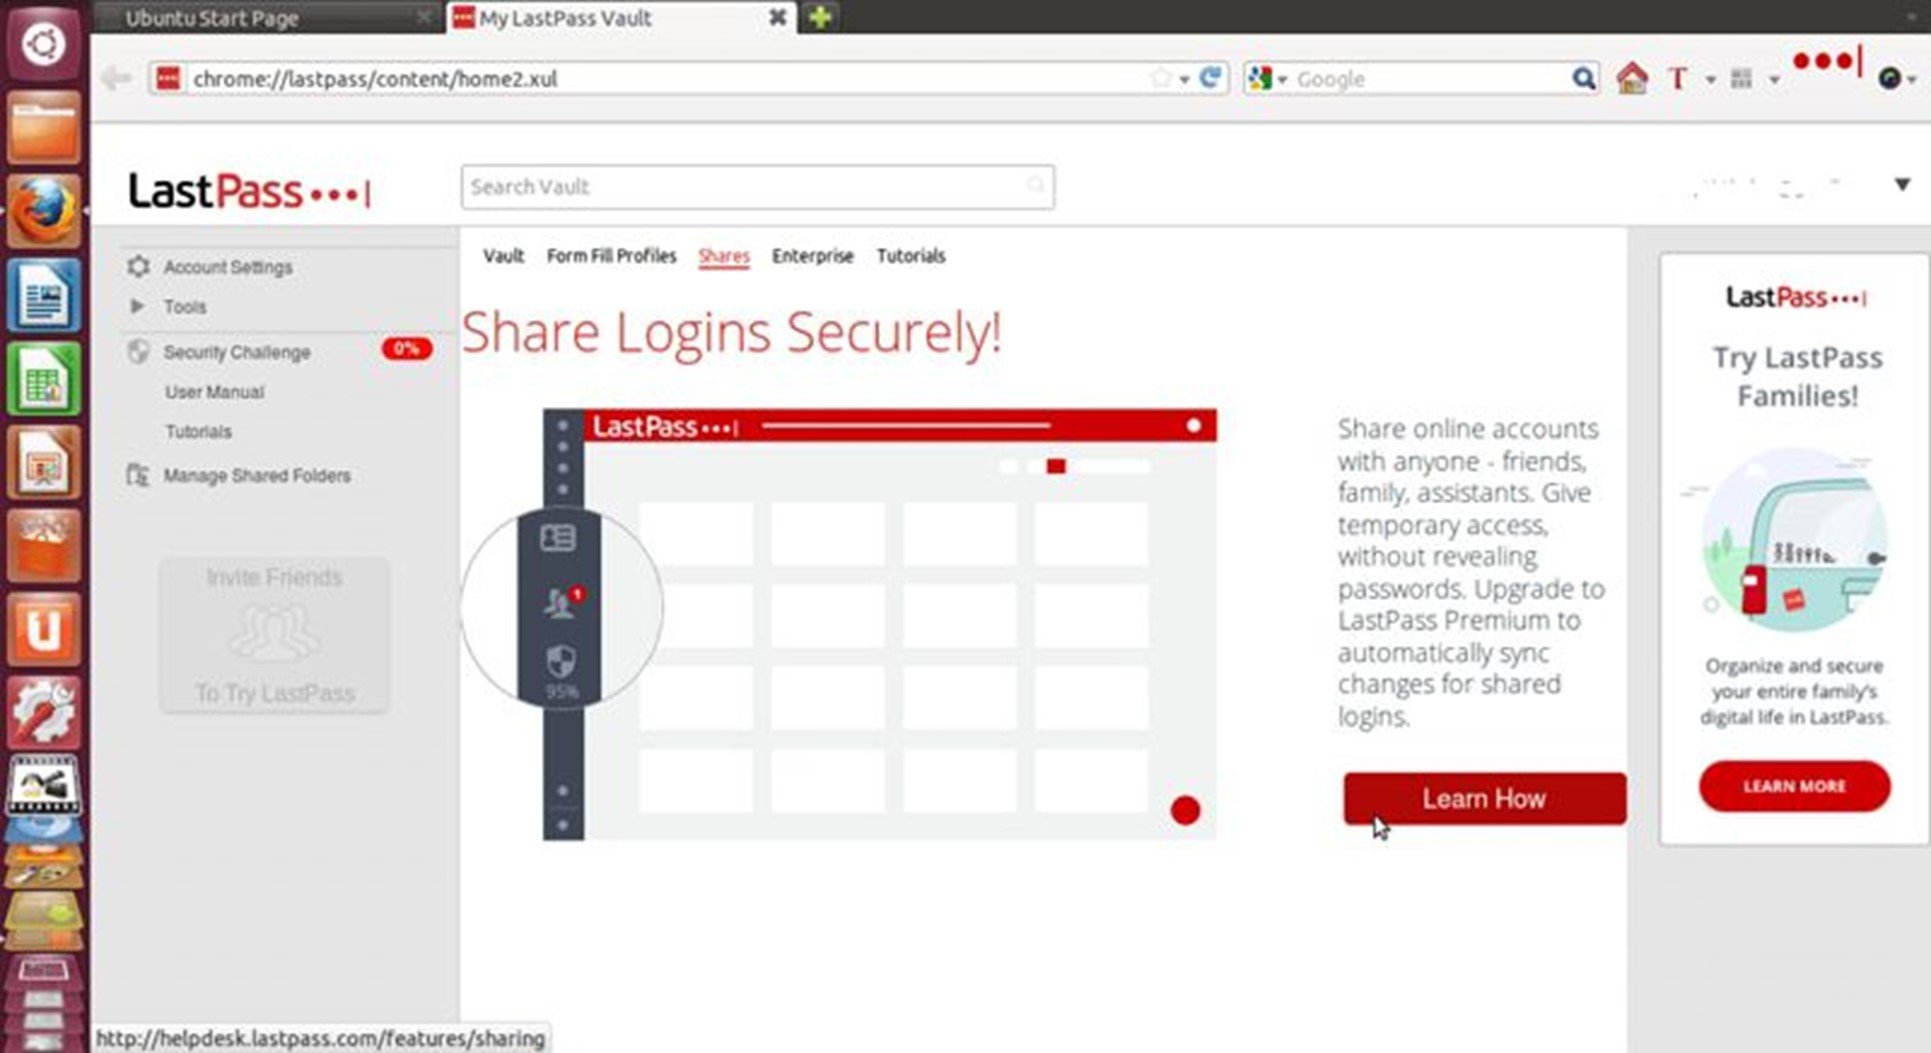 Ubuntu Start Page
My LastPass Vault
chrome://lastpass/content/home2.xul
Google
T
LastPass
Search Vault
Account Settings
Tools
Security Challenge 0%
User Manual
Tutorials
Manage Shared Folders
Invite Friends
To Try LastPass
Vault Form Fill Profiles Shares Enterprise Tutorials
Share Logins Securely!
LastPass
1
95%
Share online accounts
with anyone - friends,
family, assistants. Give
temporary access,
without revealing
passwords. Upgrade to
LastPass Premium to
automatically sync
changes for shared
logins.
Learn How
LastPass
Try LastPass
Families!
Organize and secure
your entire family's
digital life in LastPass.
LEARN MORE
http://helpdesk.lastpass.com/features/sharing